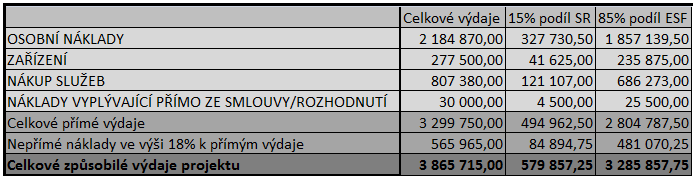 Celkové výdaje 15% podíl SR 85% podíl ESF
OSOBNÍ NÁKLADY 2 184 870,00 327 730,50 1 857 139,50
ZAŘÍZENÍ 277 500,00 41 625,00 235 875,00
NÁKUP SLUŽEB 807 380,00 121 107,00 686 273,00
NÁKLADY VYPLÝVAJÍCÍ PŘÍMO ZE SMLOUVY/ROZHODNUTÍ 30 000,00 4 500,00 25 500,00
Celkové přímé výdaje 3 299 750,00 494 962,50 2 804 787,50
Nepřímé náklady ve výši 18% k přímým výdaje 565 965,00 84 894,75 481 070,25
Celkové způsobilé výdaje projektu 3 865 715,00 579 857,25 3 285 857,75